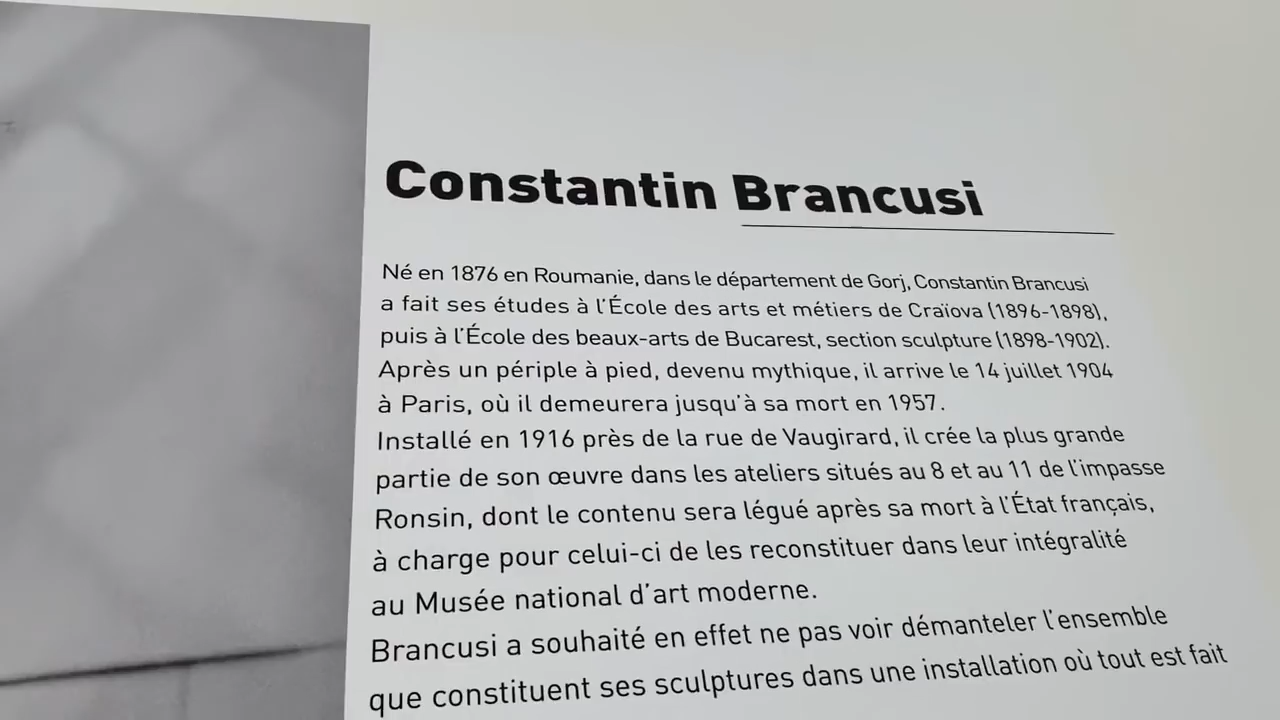 Constantin Brancusi
Né en 1876 en Roumanie, dans le département de Gorj, Constantin Brancusi
a fait ses études à l'École des arts et métiers de Craïova (1896-1898),
puis à l'École des beaux-arts de Bucarest, section sculpture (1898-1902).
Après un périple à pied, devenu mythique, il arrive le 14 juillet 1904
à Paris, où il demeurera jusqu'à sa mort en 1957.
Installé en 1916 près de la rue de Vaugirard, il crée la plus grande
partie de son œuvre dans les ateliers situés au 8 et au 11 de l'impasse
Ronsin, dont le contenu sera légué après sa mort à l'État français,
à charge pour celui-ci de les reconstituer dans leur intégralité
au Musée national d'art moderne.
Brancusi a souhaité en effet ne pas voir démanteler l'ensemble
que constituent ses sculptures dans une installation où tout est fait